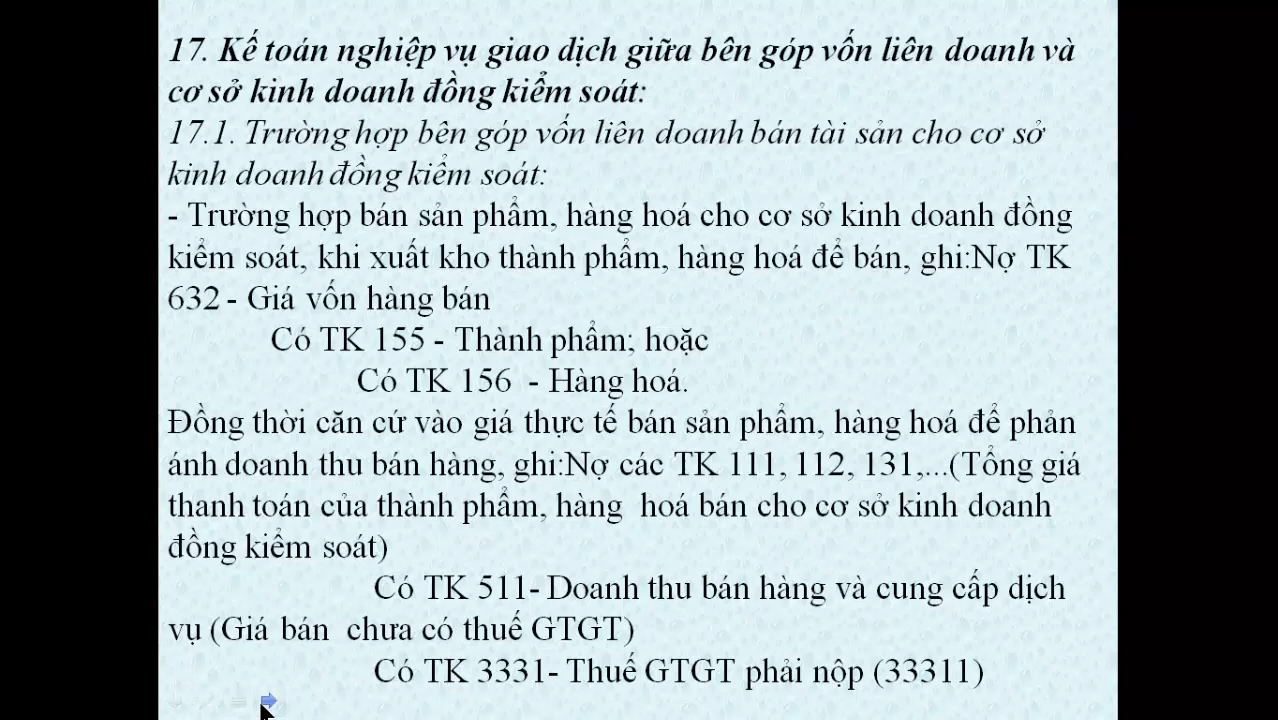 17. Kế toán nghiệp vụ giao dịch giữa bên góp vốn liên doanh và
cơ sở kinh doanh đồng kiểm soát:
17.1. Trường hợp bên góp vốn liên doanh bán tài sản cho cơ sở
kinh doanh đồng kiểm soát:
- Trường hợp bán sản phẩm, hàng hoá cho cơ sở kinh doanh đồng
kiểm soát, khi xuất kho thành phẩm, hàng hoá để bán, ghi:Nợ TK
632 - Giá vốn hàng bán
Có TK 155 - Thành phẩm; hoặc
Có TK 156 - Hàng hoá.
Đồng thời căn cứ vào giá thực tế bán sản phẩm, hàng hoá để phản
ánh doanh thu bán hàng, ghi:Nợ các TK 111, 112, 131,...(Tổng giá
thanh toán của thành phẩm, hàng hoá bán cho cơ sở kinh doanh
đồng kiểm soát)
Có TK 511- Doanh thu bán hàng và cung cấp dịch
vụ (Giá bán chưa có thuế GTGT)
Có TK 3331- Thuế GTGT phải nộp (33311)